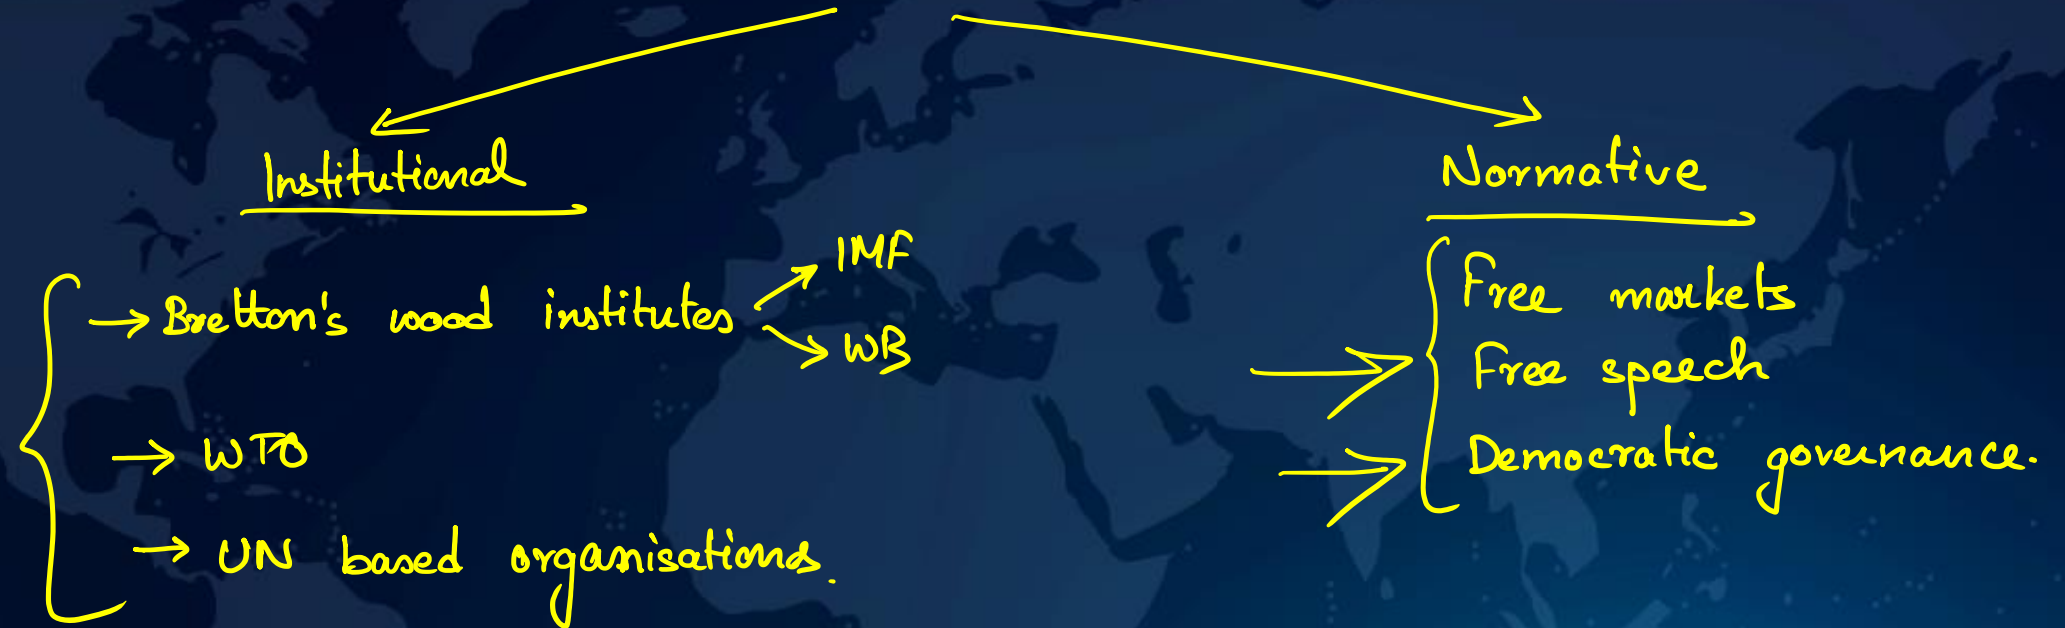 Institutional
→ Bretton's wood institutes
IMF
WB
→ WTO
→ UN based organisations.
Normative
Free markets
Free speech
Democratic governance.